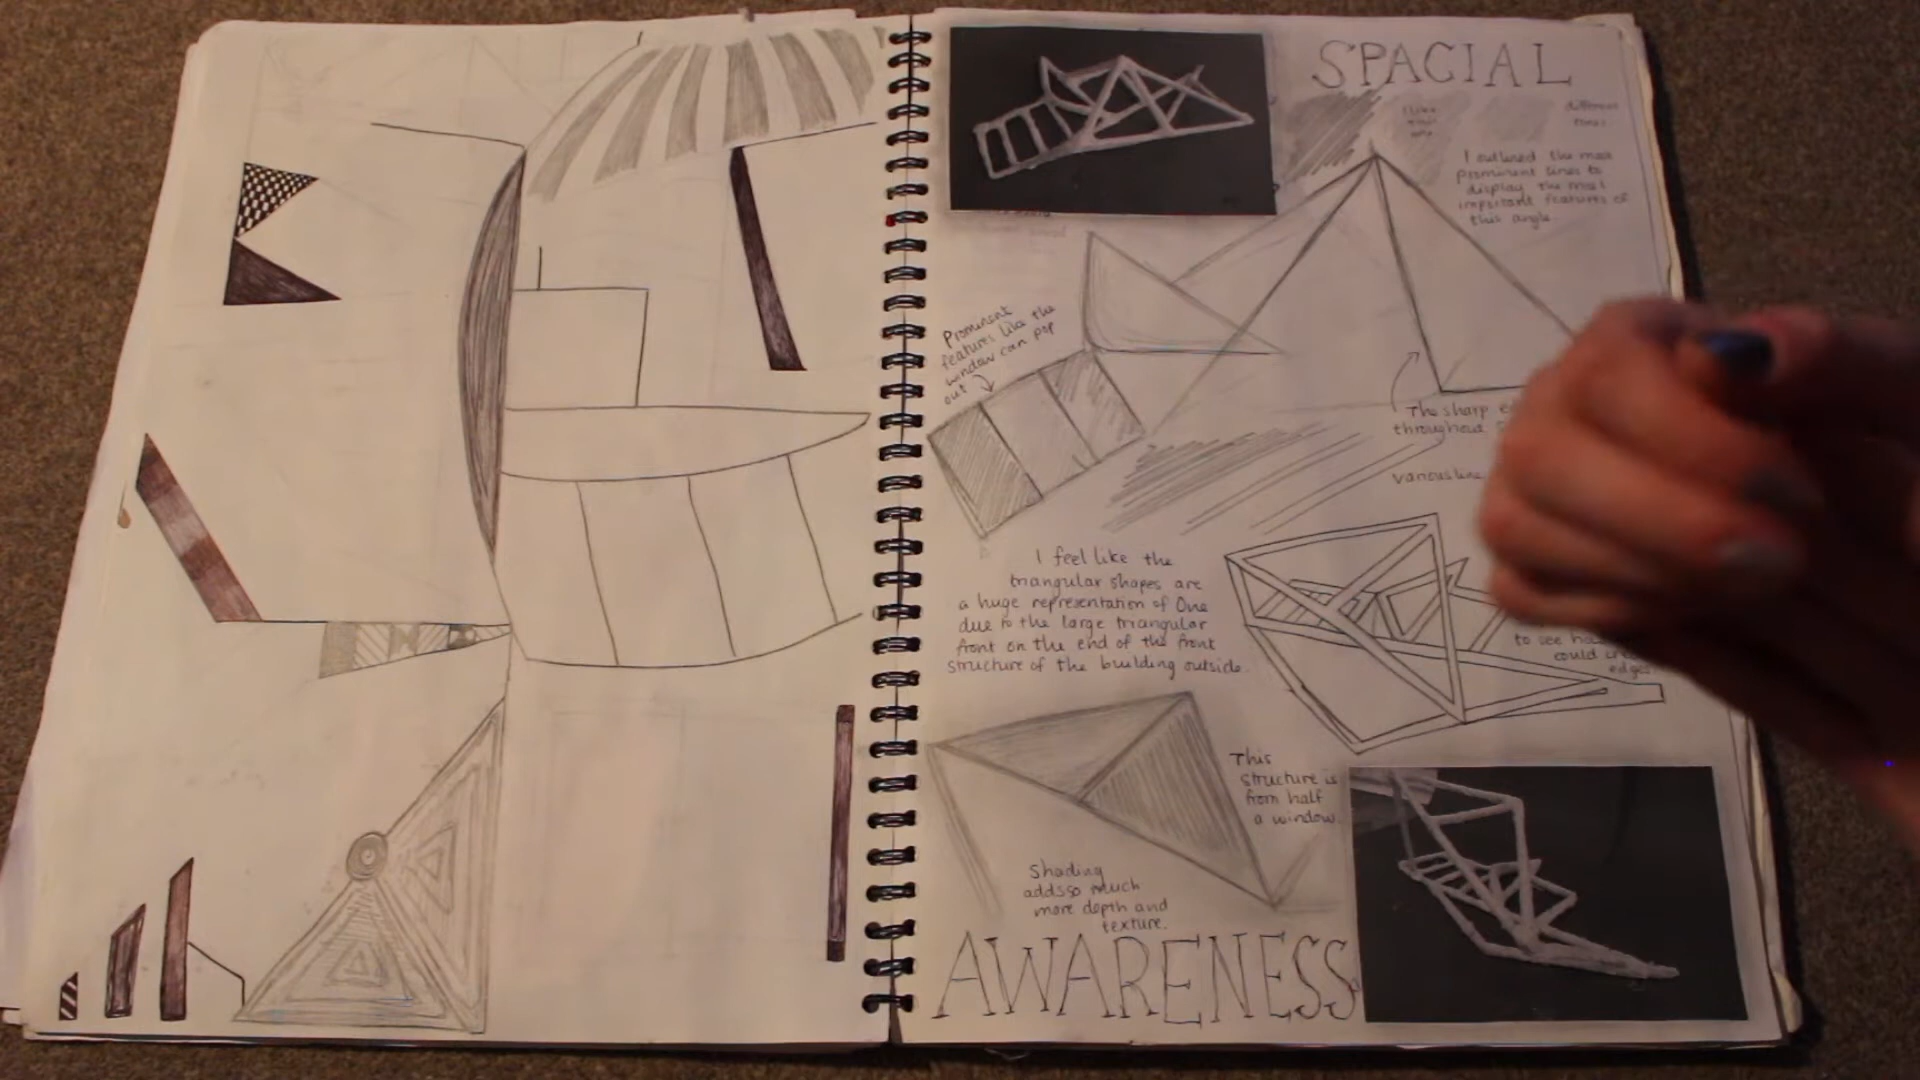 SPACIAL
I like
different
tones.
I outlined the most
prominent lines to
display the most
important features of
this angle.
Prominent
features like the
window can pop
out
The sharp
throughout
various line
I feel like the
triangular shapes are
a huge representation of One
due to the large triangular
front on the end of the front
structure of the building outside.
to see
could
edges.
This
structure is
from half
a window.
Shading
adds so much
more depth and
texture.
AWARENESS